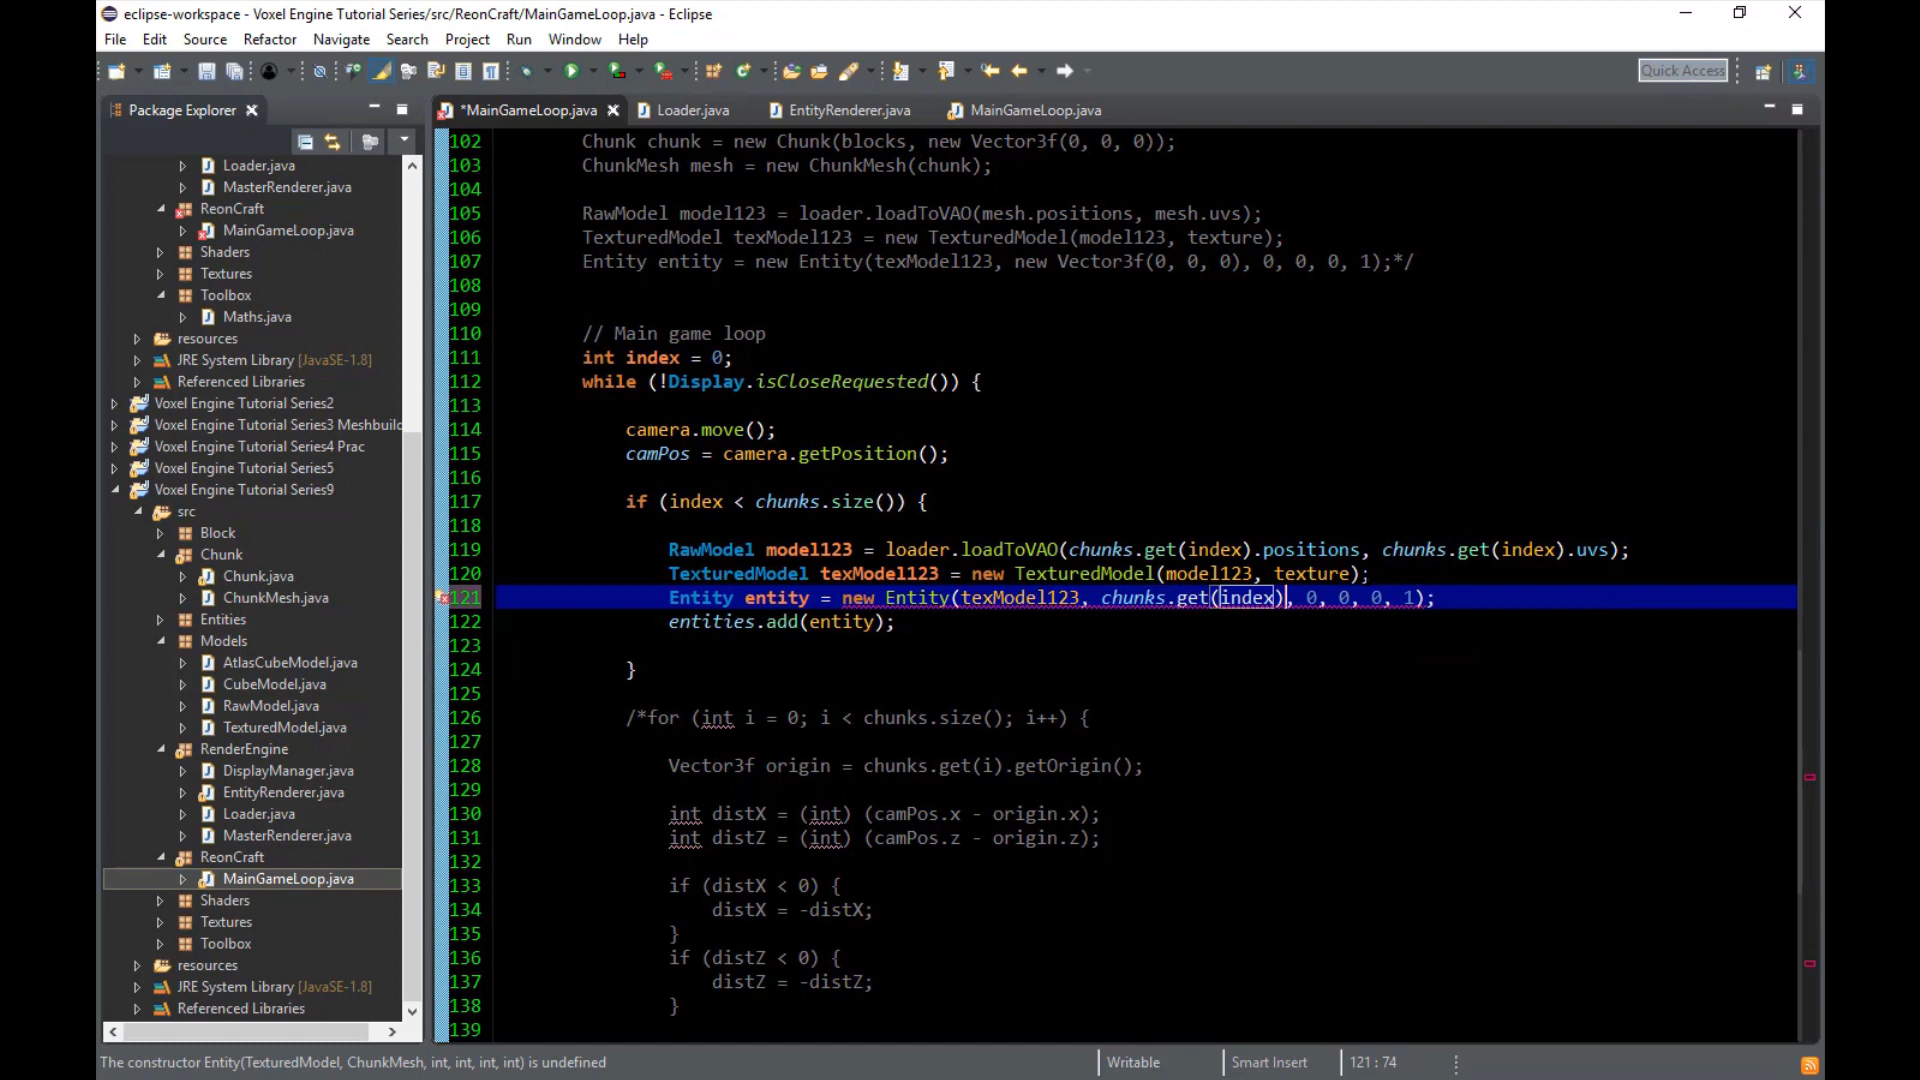 eclipse-workspace - Voxel Engine Tutorial Series/src/ReonCraft/MainGameLoop.java - Eclipse
File Edit Source Refactor Navigate Search Project Run Window Help
Quick Access
Package Explorer
*MainGameLoop.java Loader.java EntityRenderer.java MainGameLoop.java
Loader.java
MasterRenderer.java
ReonCraft
MainGameLoop.java
Shaders
Textures
Toolbox
Maths.java
resources
JRE System Library [JavaSE-1.8]
Referenced Libraries
Voxel Engine Tutorial Series2
Voxel Engine Tutorial Series3 Meshbuilc
Voxel Engine Tutorial Series4 Prac
Voxel Engine Tutorial Series5
Voxel Engine Tutorial Series9
src
Block
Chunk
Chunk.java
ChunkMesh.java
Entities
Models
AtlasCubeModel.java
CubeModel.java
RawModel.java
TexturedModel.java
RenderEngine
DisplayManager.java
EntityRenderer.java
Loader.java
MasterRenderer.java
ReonCraft
MainGameLoop.java
Shaders
Textures
Toolbox
resources
JRE System Library [JavaSE-1.8]
Referenced Libraries
102 Chunk chunk = new Chunk(blocks, new Vector3f(0, 0, 0));
103 ChunkMesh mesh = new ChunkMesh(chunk);
104
105 RawModel model123 = loader.loadToVAO(mesh.positions, mesh.uvs);
106 TexturedModel texModel123 = new TexturedModel(model123, texture);
107 Entity entity = new Entity(texModel123, new Vector3f(0, 0, 0), 0, 0, 0, 1);*/
108
109
110 // Main game loop
111 int index = 0;
112 while (!Display.isCloseRequested()) {
113
114 camera.move();
115 camPos = camera.getPosition();
116
117 if (index < chunks.size()) {
118
119 RawModel model123 = loader.loadToVAO(chunks.get(index).positions, chunks.get(index).uvs);
120 TexturedModel texModel123 = new TexturedModel(model123, texture);
121 Entity entity = new Entity(texModel123, chunks.get(index), 0, 0, 0, 1);
122 entities.add(entity);
123
124 }
125
126 /*for (int i = 0; i < chunks.size(); i++) {
127
128 Vector3f origin = chunks.get(i).getOrigin();
129
130 int distX = (int) (camPos.x - origin.x);
131 int distZ = (int) (camPos.z - origin.z);
132
133 if (distX < 0) {
134 distX = -distX;
135 }
136 if (distZ < 0) {
137 distZ = -distZ;
138 }
139
The constructor Entity(TexturedModel, ChunkMesh, int, int, int, int) is undefined
Writable Smart Insert 121 : 74